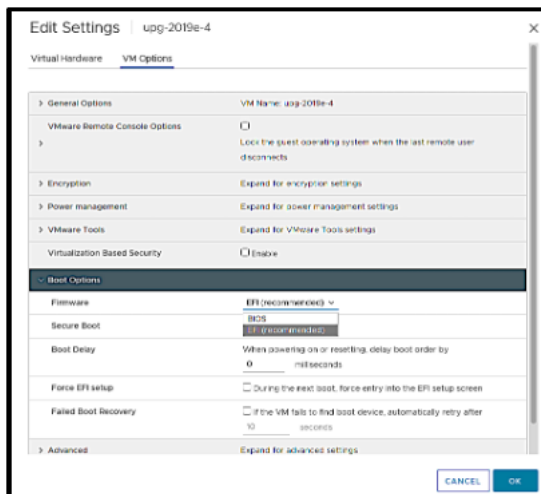 Edit Settings | upg-2019e-4
Virtual Hardware VM Options
General Options VM Name: upg-2019e-4
VMware Remote Console Options
Lock the guest operating system when the last remote user
disconnects
Encryption Expand for encryption settings
Power management Expand for power management settings
VMware Tools Expand for VMware Tools settings
Virtualization Based Security Enable
Boot Options
Firmware EFI (recommended)
BIOS
EFI (recommended)
Secure Boot
Boot Delay When powering on or resetting, delay boot order by
0 milliseconds
Force EFI setup During the next boot, force entry into the EFI setup screen
Failed Boot Recovery If the VM fails to find boot device, automatically retry after
10 seconds
Advanced Expand for advanced settings
CANCEL OK